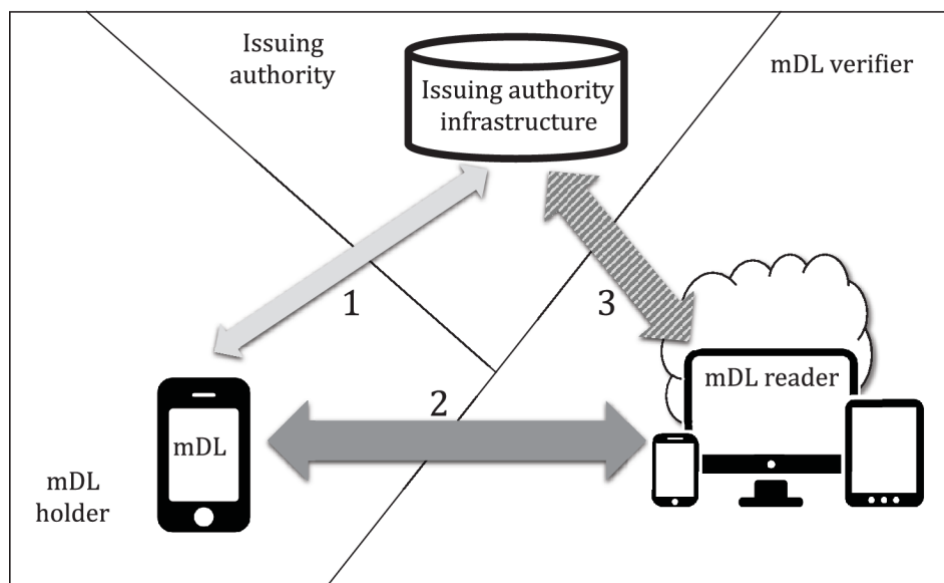 Issuing
authority
Issuing authority
infrastructure
mDL verifier
1
3
mDL reader
2
mDL
mDL
holder